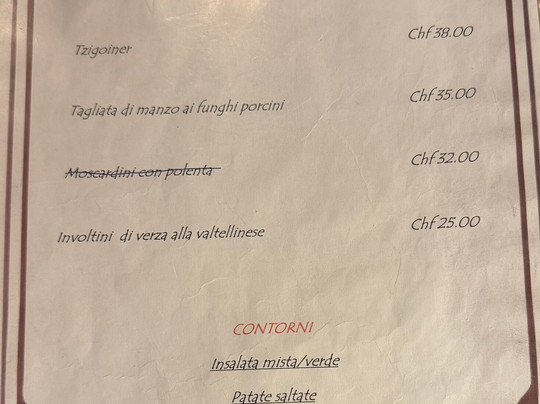 Tzigoiner Chf 38.00
Tagliata di manzo ai funghi porcini Chf 35.00
Moscardini con polenta Chf 32.00
Involtini di verza alla valtellinese Chf 25.00
CONTORNI
Insalata mista/verde
Patate saltate